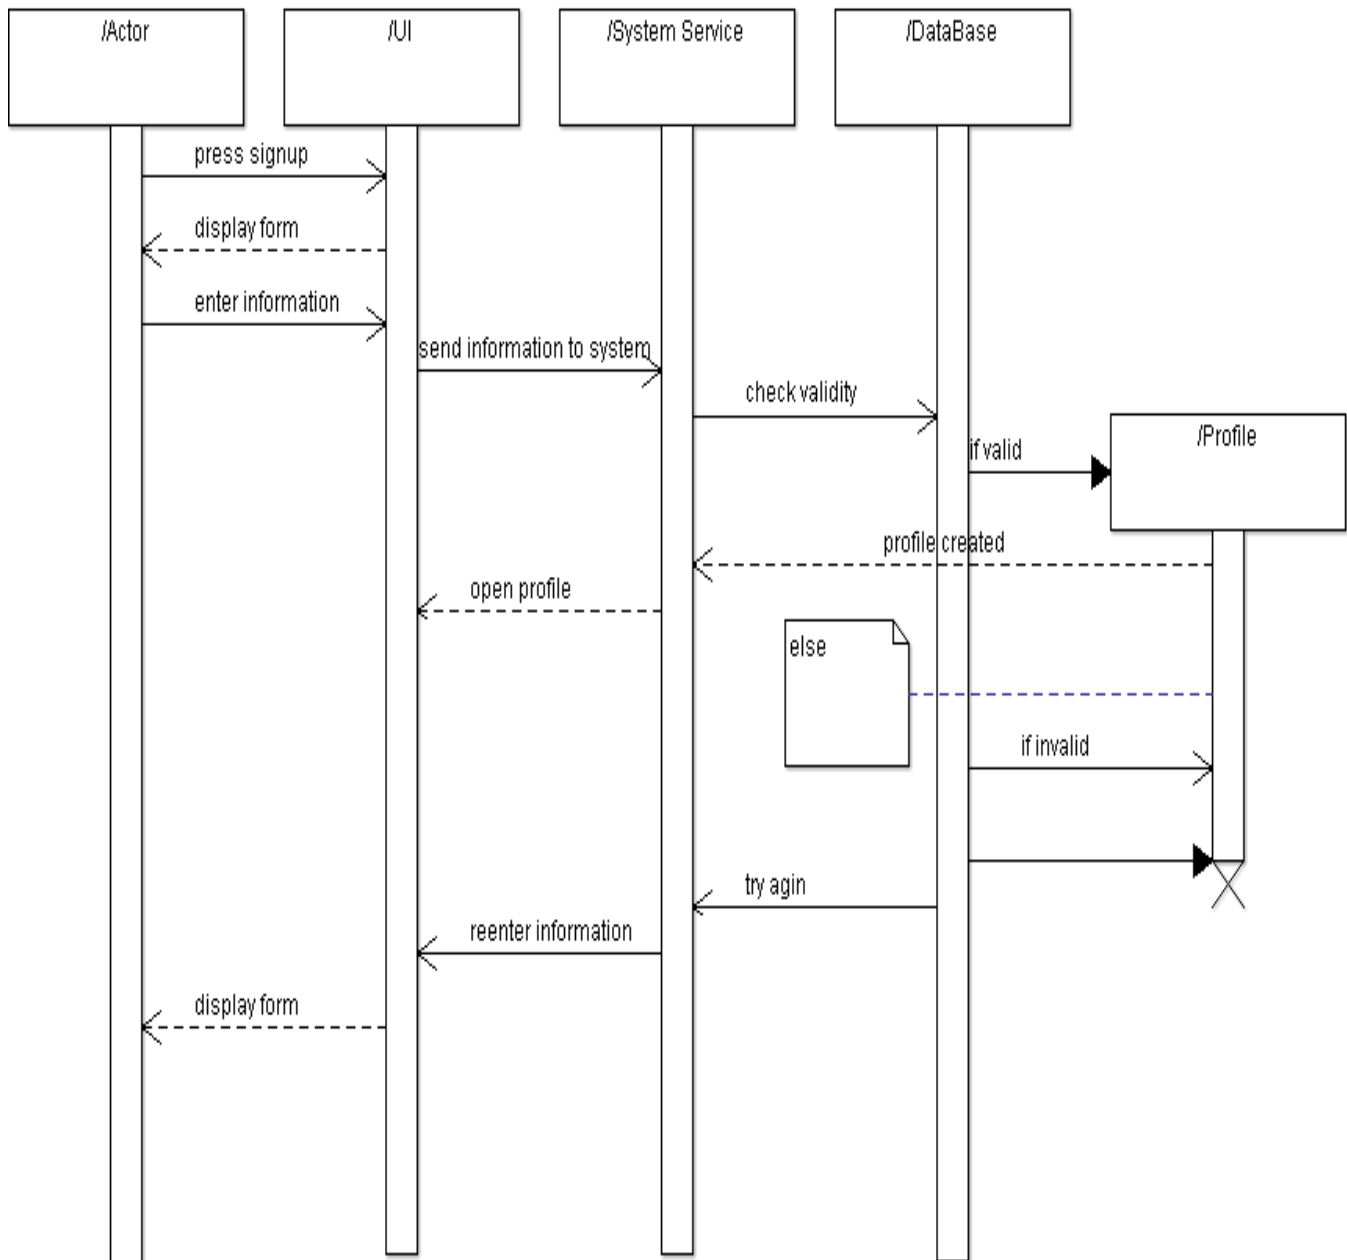 /Actor
/UI
/System Service
/DataBase
press signup
display form
enter information
send information to system
check validity
if valid
/Profile
profile created
open profile
else
if invalid
try agin
reenter information
display form